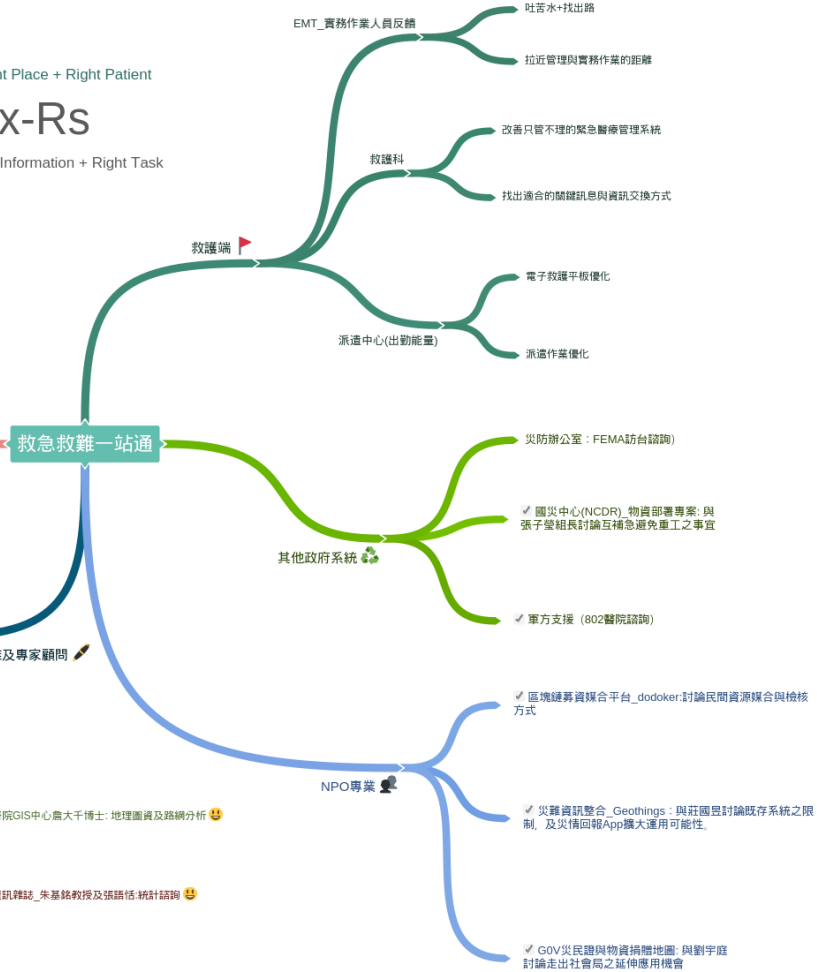 吐苦水+找出路
EMT_實務作業人員反饋
拉近管理與實務作業的距離
t Place + Right Patient
x-Rs
Information + Right Task
改善只管不理的緊急醫療管理系統
救護科
找出適合的關鍵訊息與資訊交換方式
救護端
電子救護平板優化
派遣中心(出勤能量)
派遣作業優化
救急救難一站通
災防辦公室：FEMA訪台諮詢)
國災中心(NCDR)_物資部署專案: 與
張子瑩組長討論互補急避免重工之事宜
其他政府系統
軍方支援（802醫院諮詢）
及專家顧問
區塊鏈募資媒合平台_dodoker:討論民間資源媒合與檢核
方式
NPO專業
災難資訊整合_Geothings：與莊國昱討論既存系統之限
制，及災情回報App擴大運用可能性。
院GIS中心詹大千博士: 地理圖資及路網分析
訊雜誌_朱基銘教授及張語恬:統計諮詢
G0V災民證與物資捐贈地圖: 與劉宇庭
討論走出社會局之延伸應用機會